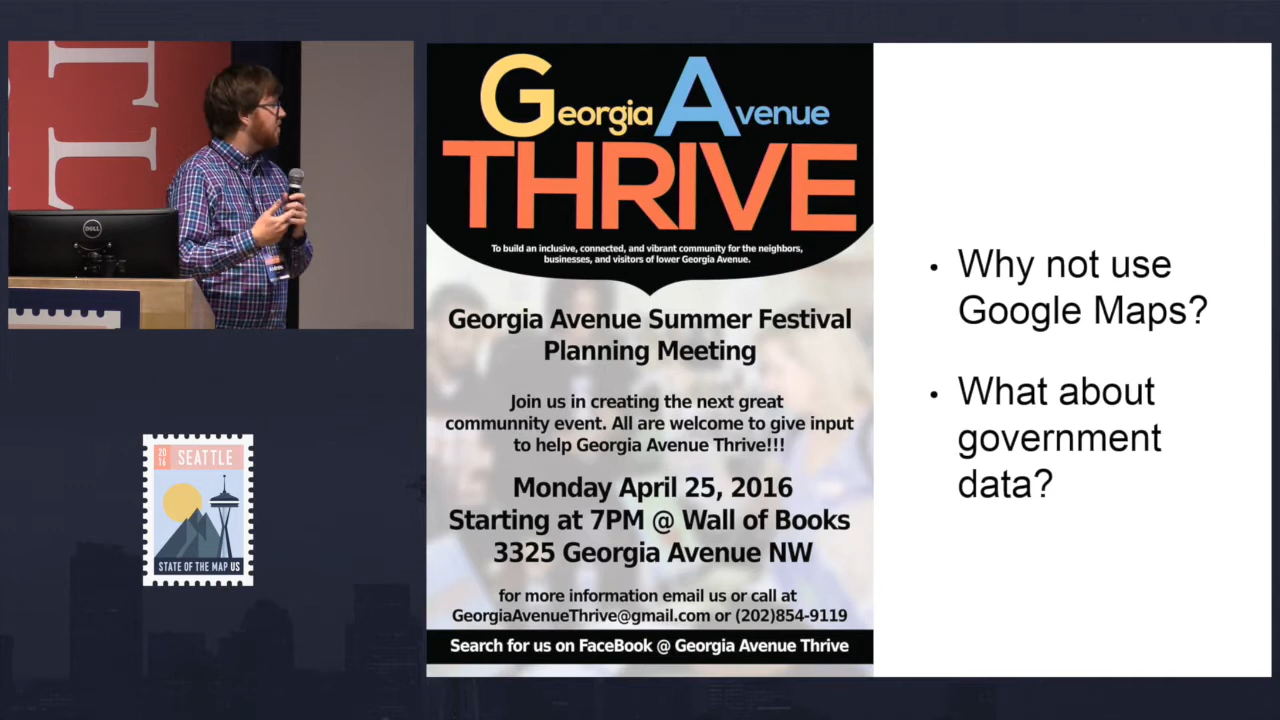 DELL
20
16
SEATTLE
STATE OF THE MAP US
Georgia Avenue
THRIVE
To build an inclusive, connected, and vibrant community for the neighbors,
businesses, and visitors of lower Georgia Avenue.
Georgia Avenue Summer Festival
Planning Meeting
Join us in creating the next great
communnity event. All are welcome to give input
to help Georgia Avenue Thrive!!!
Monday April 25, 2016
Starting at 7PM @ Wall of Books
3325 Georgia Avenue NW
for more information email us or call at
GeorgiaAvenueThrive@gmail.com or (202)854-9119
Search for us on FaceBook @ Georgia Avenue Thrive
• Why not use
Google Maps?
• What about
government
data?